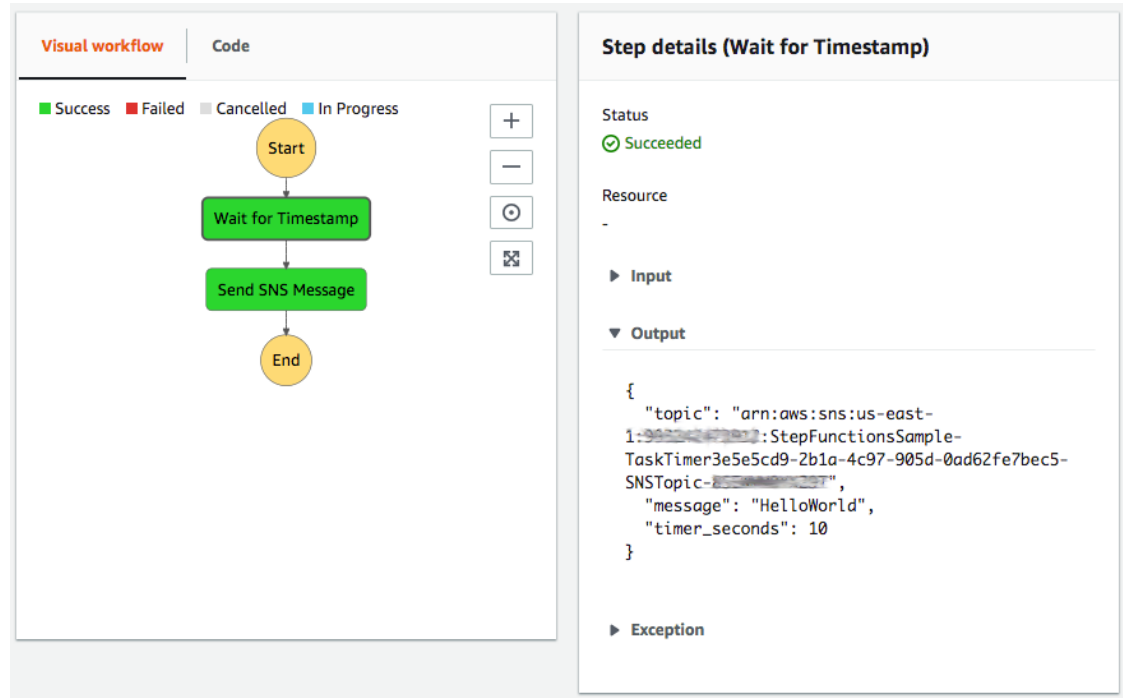 Visual workflow
Code
Success
Failed
Cancelled
In Progress
Start
Wait for Timestamp
Send SNS Message
End
Step details (Wait for Timestamp)
Status
Succeeded
Resource
-
Input
Output
{
"topic": "arn:aws:sns:us-east-
1: :StepFunctionsSample-
TaskTimer3e5e5cd9-2b1a-4c97-905d-0ad62fe7bec5-
SNSTopic- ",
"message": "HelloWorld",
"timer_seconds": 10
}
Exception